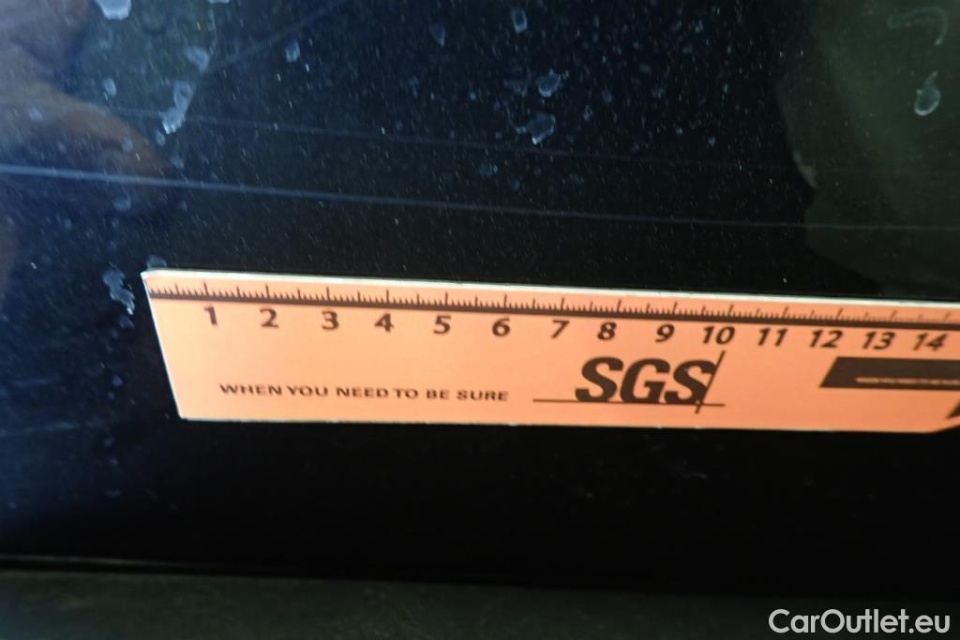 1 2 3 4 5 6 7 8 9 10 11 12 13 14
SGS
WHEN YOU NEED TO BE SURE
CarOutlet.eu